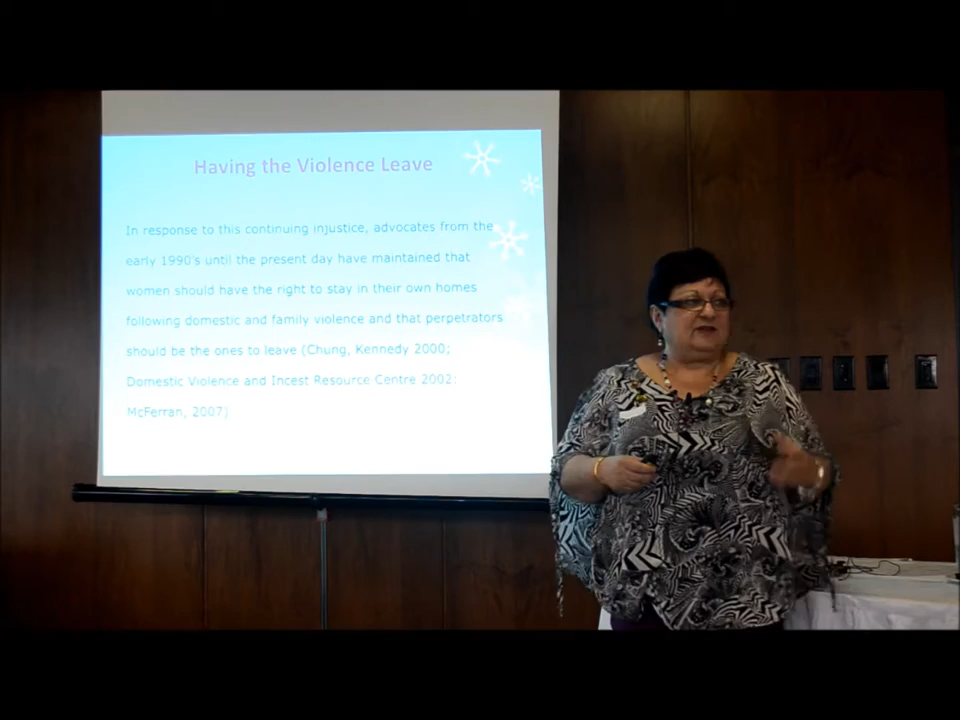 Having the Violence Leave
In response to this continuing injustice, advocates from the
early 1990's until the present day have maintained that
women should have the right to stay in their own homes
following domestic and family violence and that perpetrators
should be the ones to leave (Chung, Kennedy 2000;
Domestic Violence and Incest Resource Centre 2002;
McFerran, 2007)